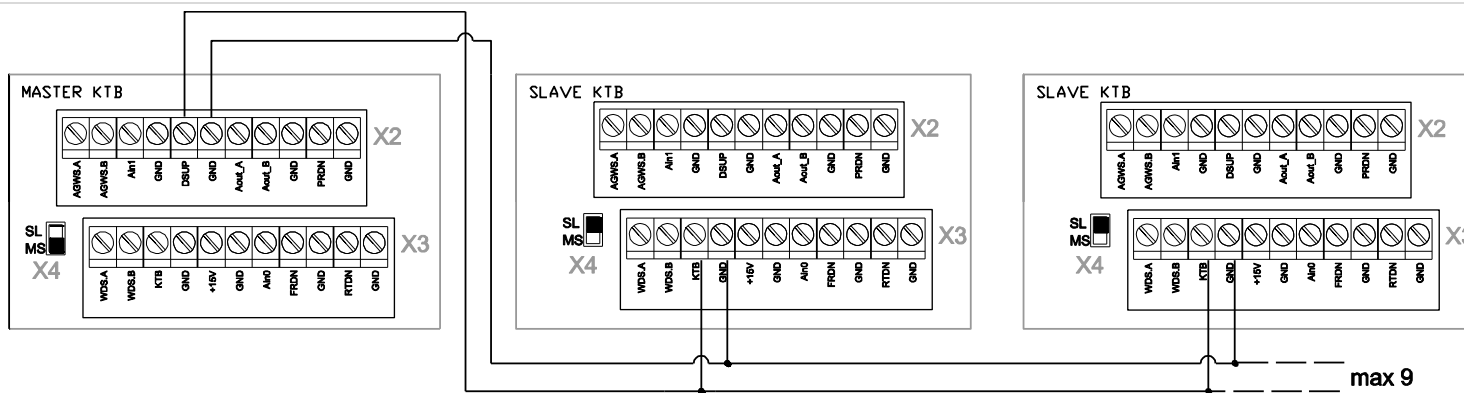 MASTER KTB
X2
AGWS.A AGWS.B Ain1 GND DSUP GND Aout_A Aout_B GND PRDN GND
SL
MS
X4
X3
WDS.A WDS.B KTB GND +15V GND Ain0 FRDN GND RTDN GND
SLAVE KTB
X2
AGWS.A AGWS.B Ain1 GND DSUP GND Aout_A Aout_B GND PRDN GND
SL
MS
X4
X3
WDS.A WDS.B KTB GND +15V GND Ain0 FRDN GND RTDN GND
SLAVE KTB
X2
AGWS.A AGWS.B Ain1 GND DSUP GND Aout_A Aout_B GND PRDN GND
SL
MS
X4
X3
WDS.A WDS.B KTB GND +15V GND Ain0 FRDN GND RTDN GND
max 9